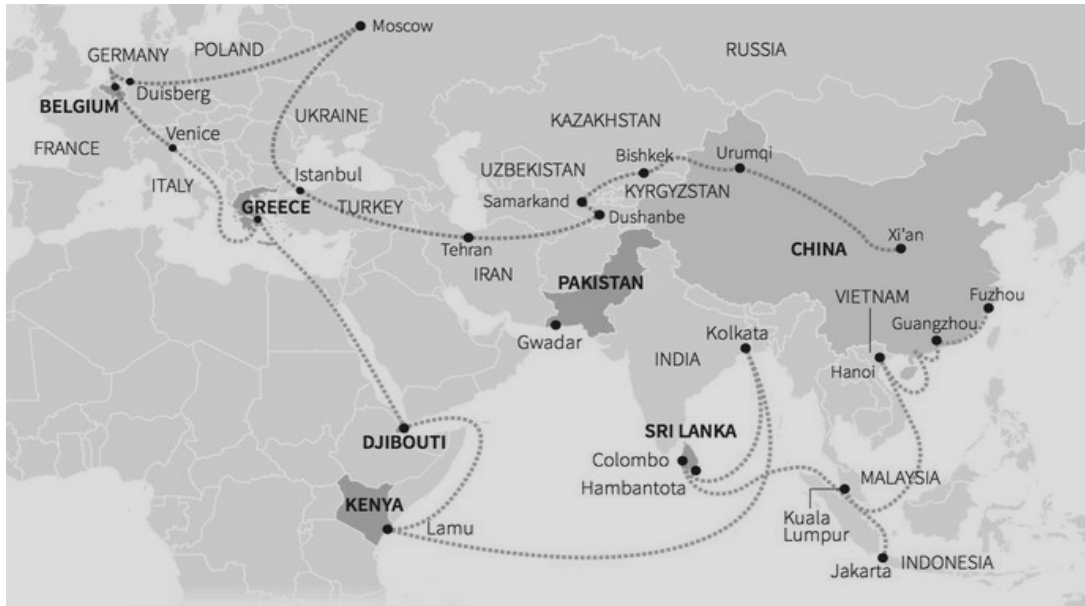 Moscow
RUSSIA
POLAND
GERMANY
Duisberg
BELGIUM
UKRAINE
KAZAKHSTAN
Venice
FRANCE
Bishkek
Urumqi
ITALY
Istanbul
UZBEKISTAN
KYRGYZSTAN
GREECE
TURKEY
Samarkand
Dushanbe
Xi'an
CHINA
Tehran
IRAN
PAKISTAN
VIETNAM
Fuzhou
Guangzhou
Gwadar
Kolkata
INDIA
Hanoi
DJIBOUTI
SRI LANKA
Colombo
Hambantota
MALAYSIA
KENYA
Lamu
Kuala
Lumpur
Jakarta
INDONESIA